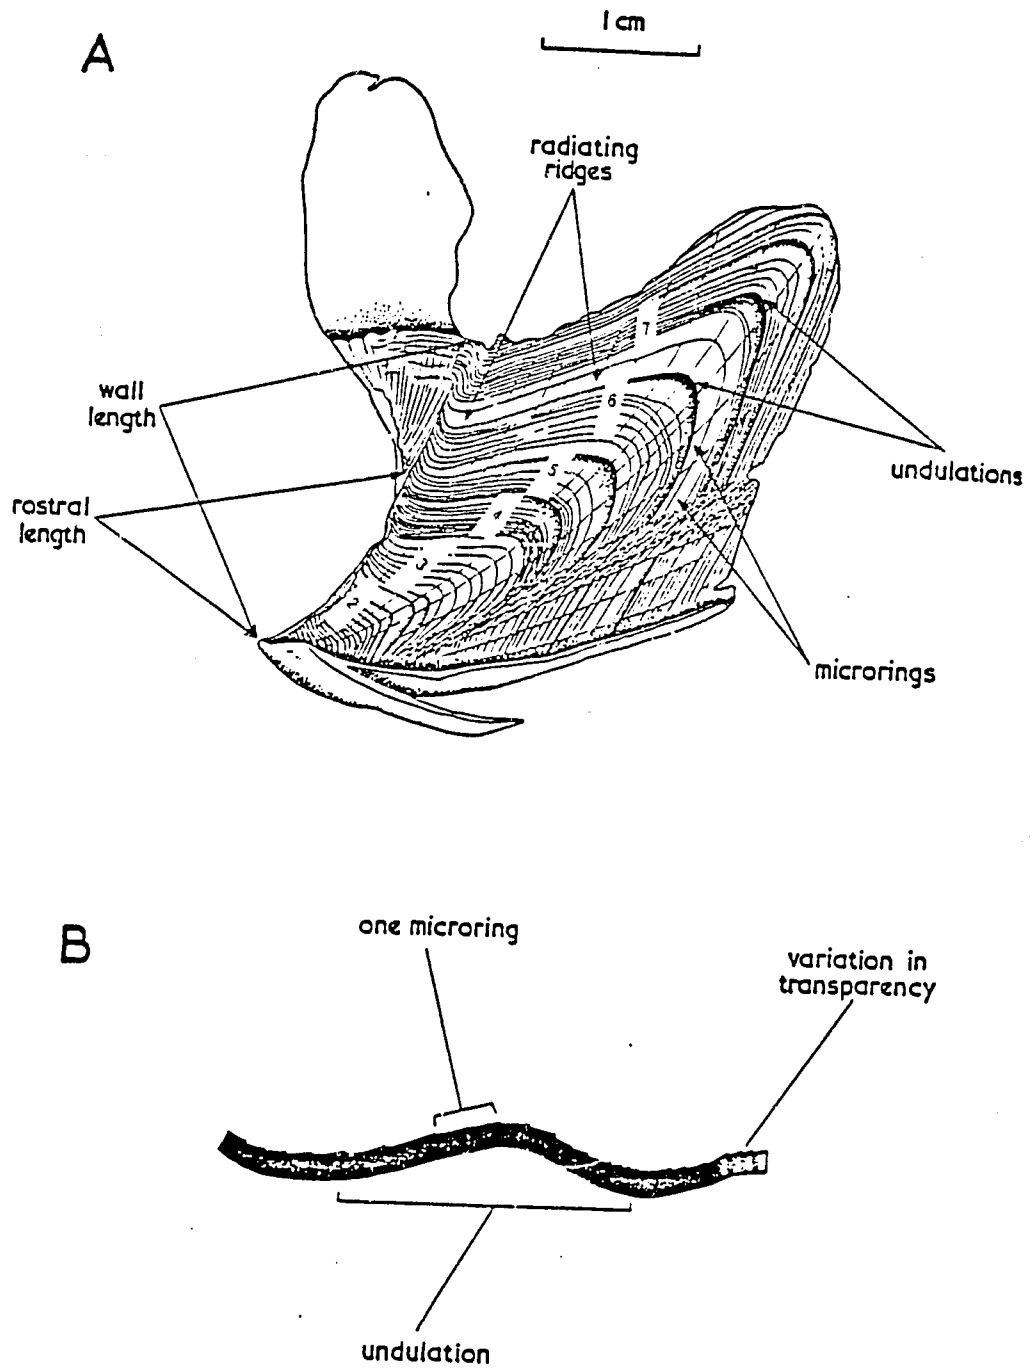 A
1 cm
radiating
ridges
7
wall
length
6
undulations
5
rostral
length
4
3
2
microrings
B
one microring
variation in
transparency
undulation